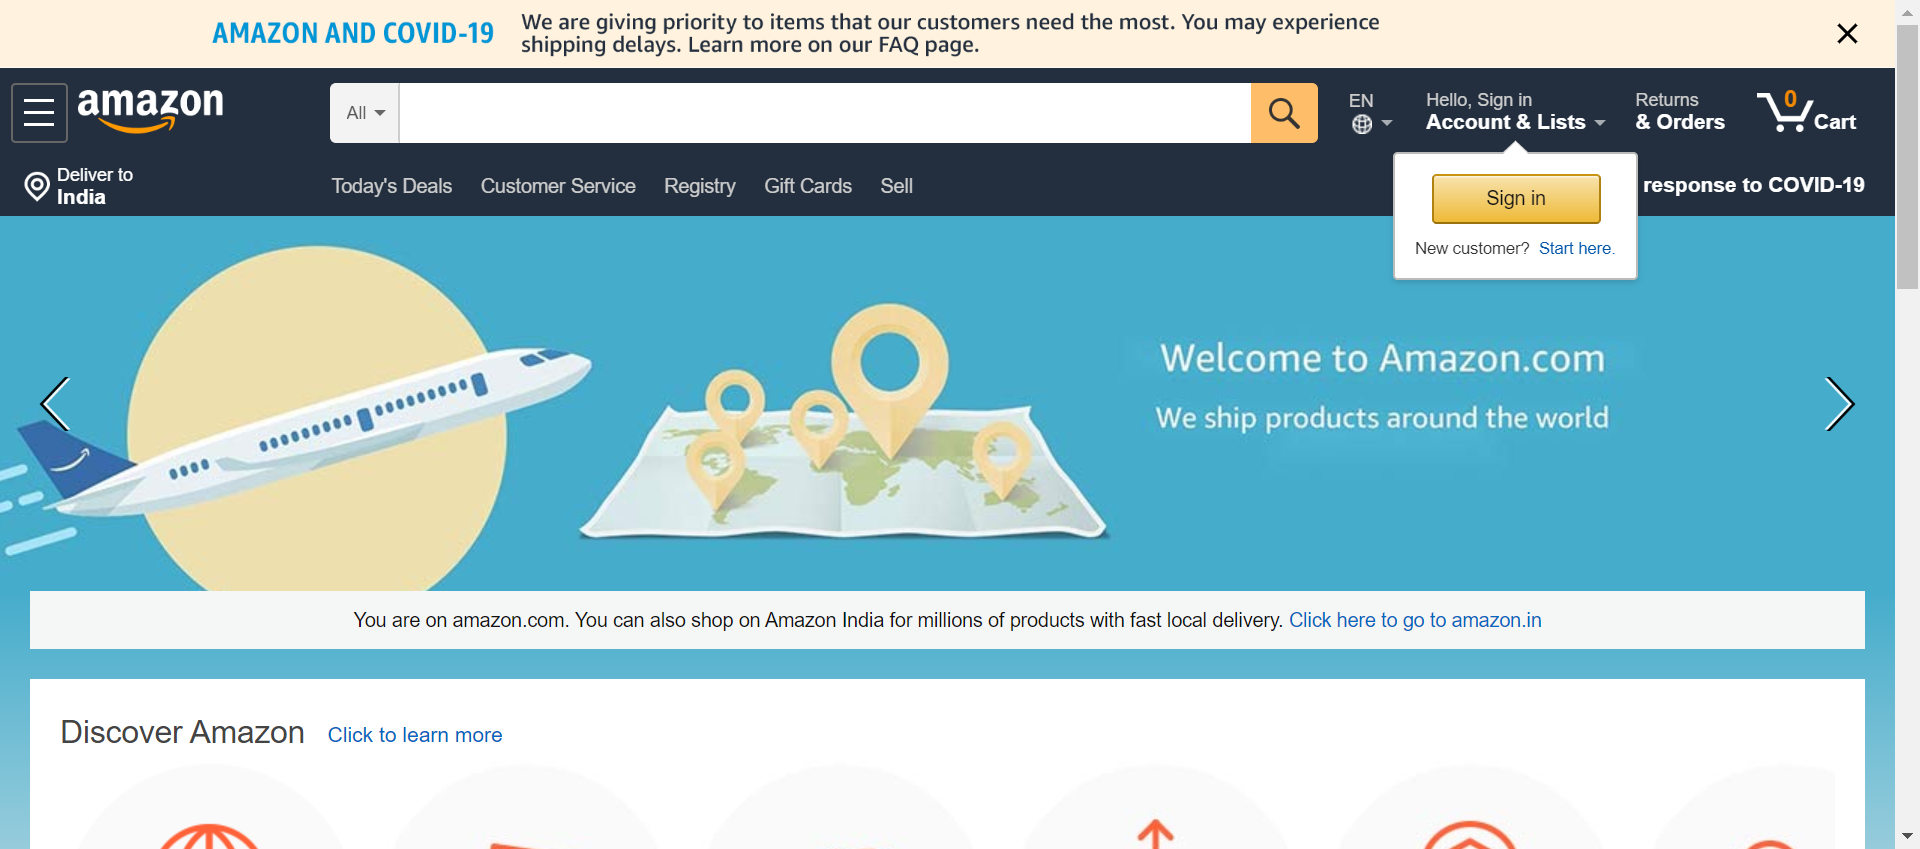 AMAZON AND COVID-19
We are giving priority to items that our customers need the most. You may experience
shipping delays. Learn more on our FAQ page.
amazon
All
EN
Hello, Sign in
Account & Lists
Returns
& Orders
0
Cart
Deliver to
India
Today's Deals
Customer Service
Registry
Gift Cards
Sell
response to COVID-19
Sign in
New customer? Start here.
Welcome to Amazon.com
We ship products around the world
You are on amazon.com. You can also shop on Amazon India for millions of products with fast local delivery. Click here to go to amazon.in
Discover Amazon
Click to learn more